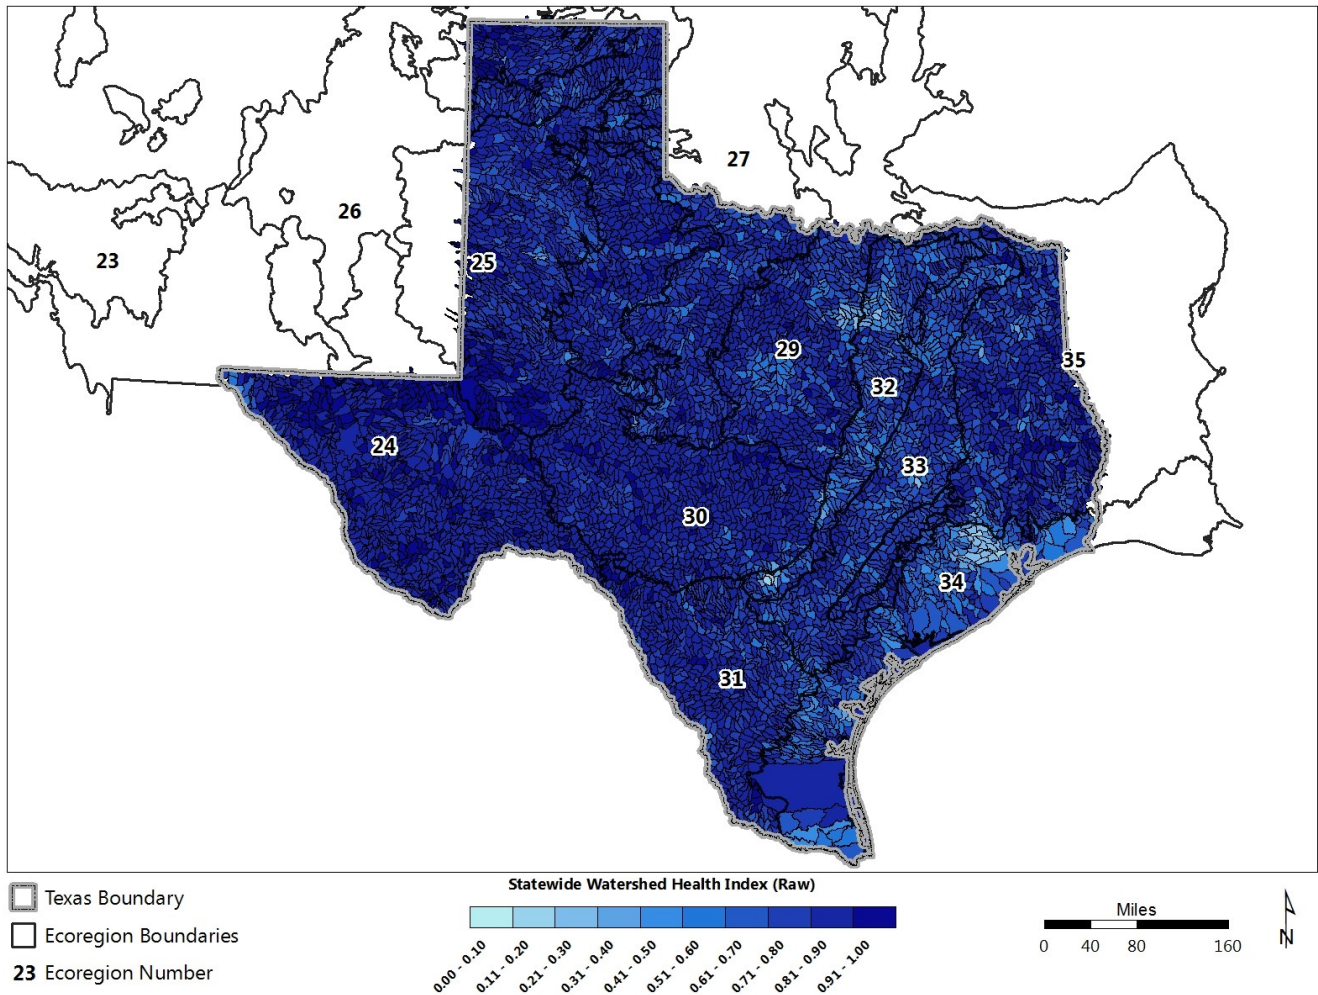 27
26
23
25
29
35
32
24
33
30
34
31
Texas Boundary
Ecoregion Boundaries
23 Ecoregion Number
Statewide Watershed Health Index (Raw)
0.00 - 0.10
0.11 - 0.20
0.21 - 0.30
0.31 - 0.40
0.41 - 0.50
0.51 - 0.60
0.61 - 0.70
0.71 - 0.80
0.81 - 0.90
0.91 - 1.000
Miles
0 40 80 160
N